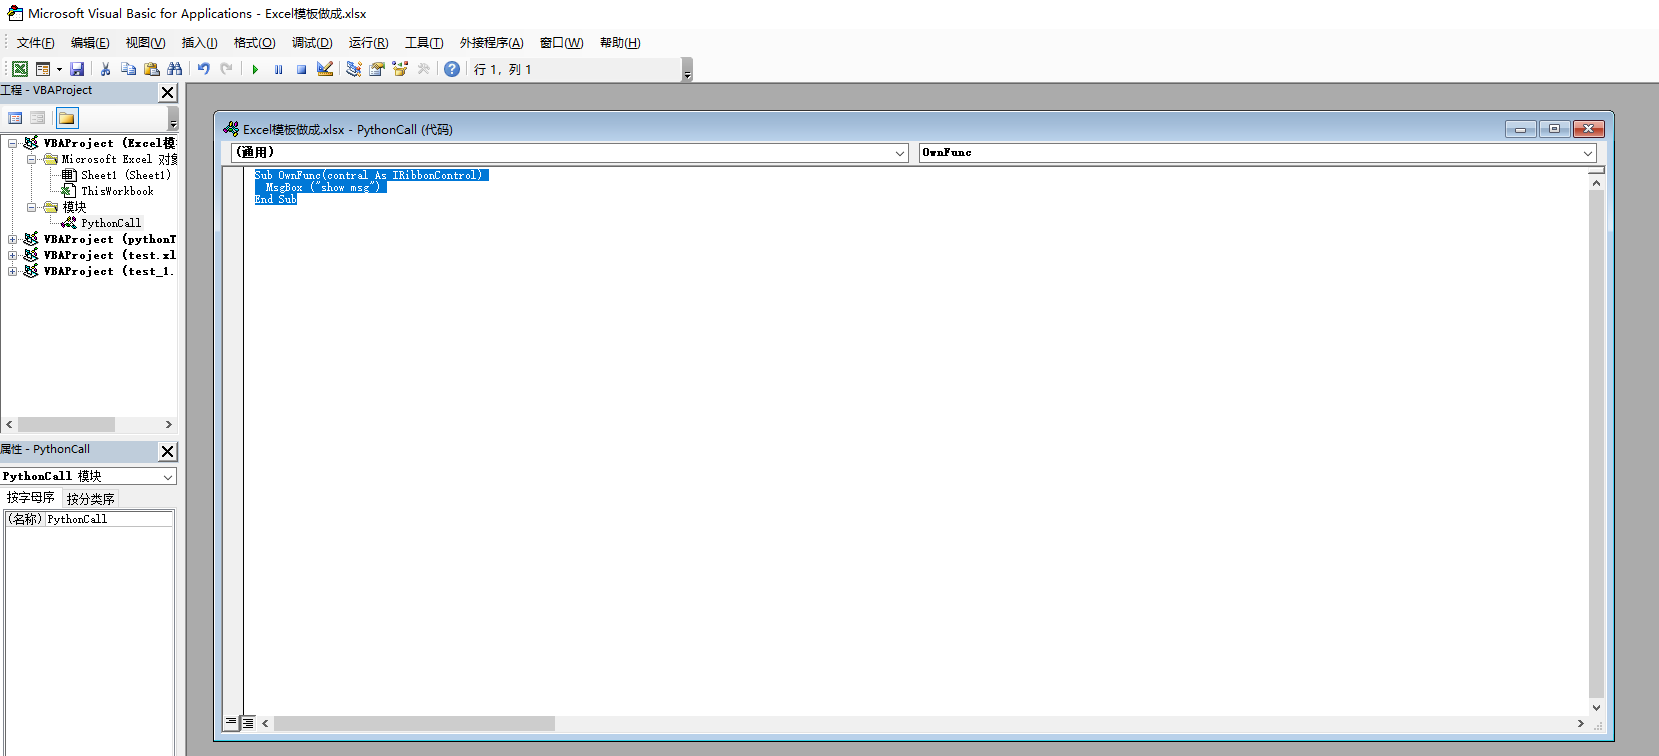 Microsoft Visual Basic for Applications - Excel模板做成.xlsx
文件(F) 编辑(E) 视图(V) 插入(I) 格式(O) 调试(D) 运行(R) 工具(T) 外接程序(A) 窗口(W) 帮助(H)
行 1，列 1
工程 - VBAProject
VBAProject (Excel模
Microsoft Excel 对象
Sheet1 (Sheet1)
ThisWorkbook
模块
PythonCall
VBAProject (pythonT
VBAProject (test.xl
VBAProject (test_1.
属性 - PythonCall
PythonCall 模块
按字母序 按分类序
(名称) PythonCall
Excel模板做成.xlsx - PythonCall (代码)
(通用) OwnFunc
Sub OwnFunc(contral As IRibbonControl)
MsgBox ("show msg")
End Sub